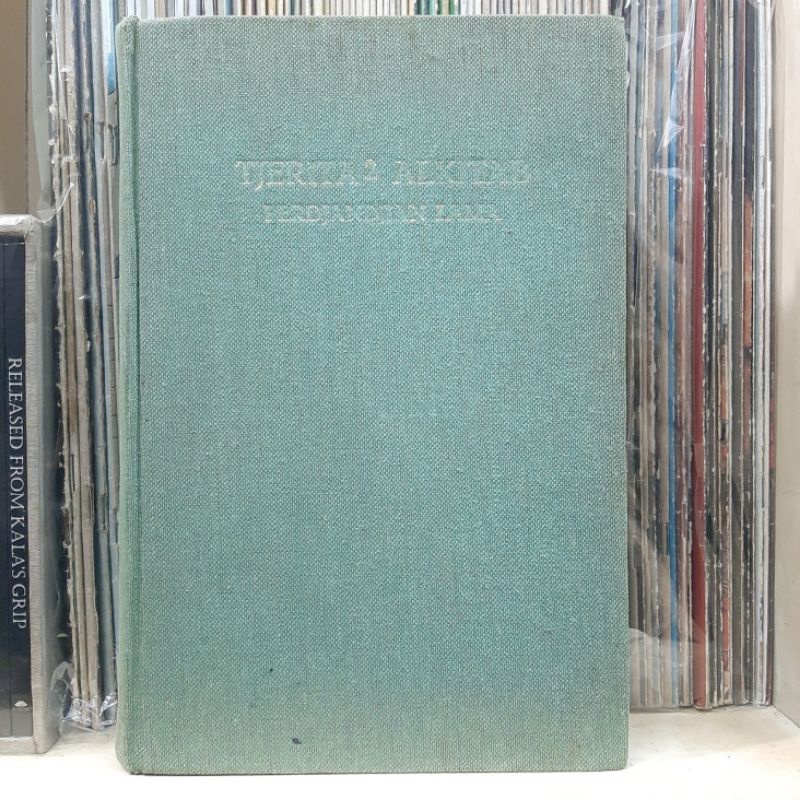 TJERITA2 ALKITAB
PERDJANDJIAN LAMA
RELEASED FROM KALA'S GRIP